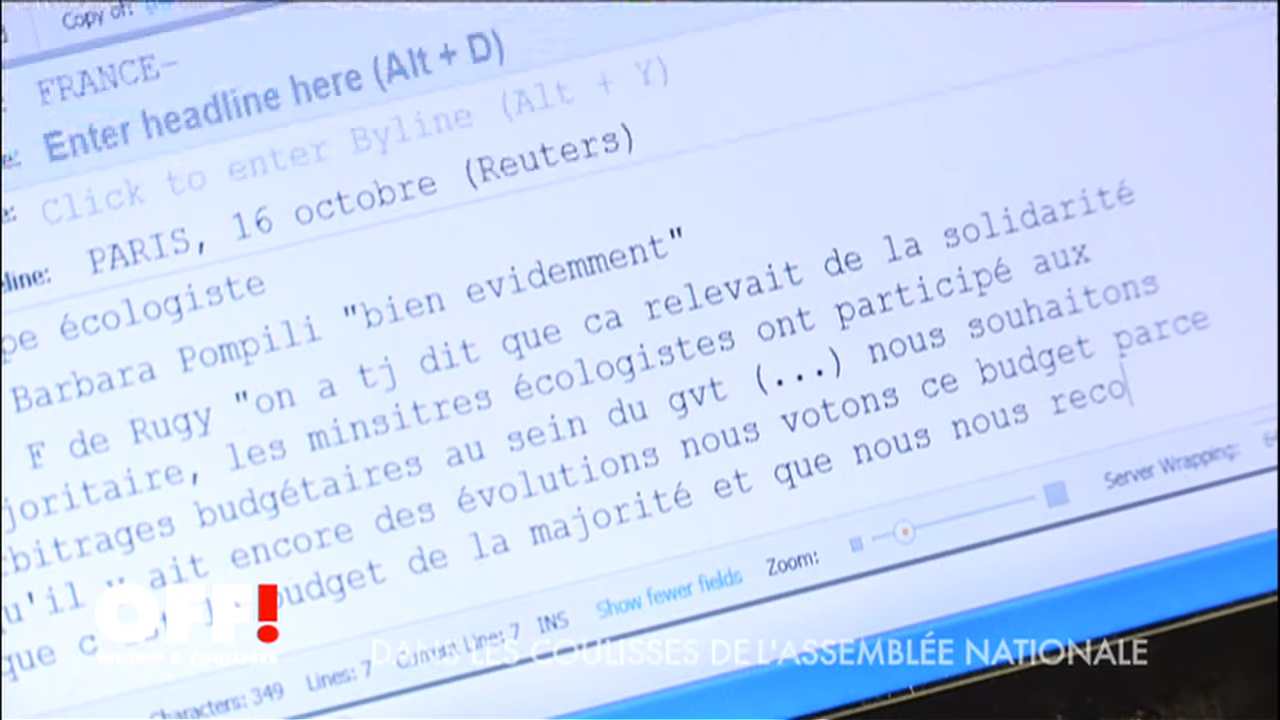 Copy of:
FRANCE-
Enter headline here (Alt + D)
Click to enter Byline (Alt + Y)
PARIS, 16 octobre (Reuters)
pe écologiste
Barbara Pompili "bien evidemment"
F de Rugy "on a tj dit que ca relevait de la solidarité
joritaire, les minsitres écologistes ont participé aux
bitrages budgétaires au sein du gvt (...) nous souhaitons
u'il y ait encore des évolutions nous votons ce budget parce
que budget de la majorité et que nous nous reco
Characters: 349 Lines: 7 Current Line: 7 INS Show fewer fields Zoom: Server Wrapping:
OFF!
DANS LES COULISSES DE L'ASSEMBLÉE NATIONALE